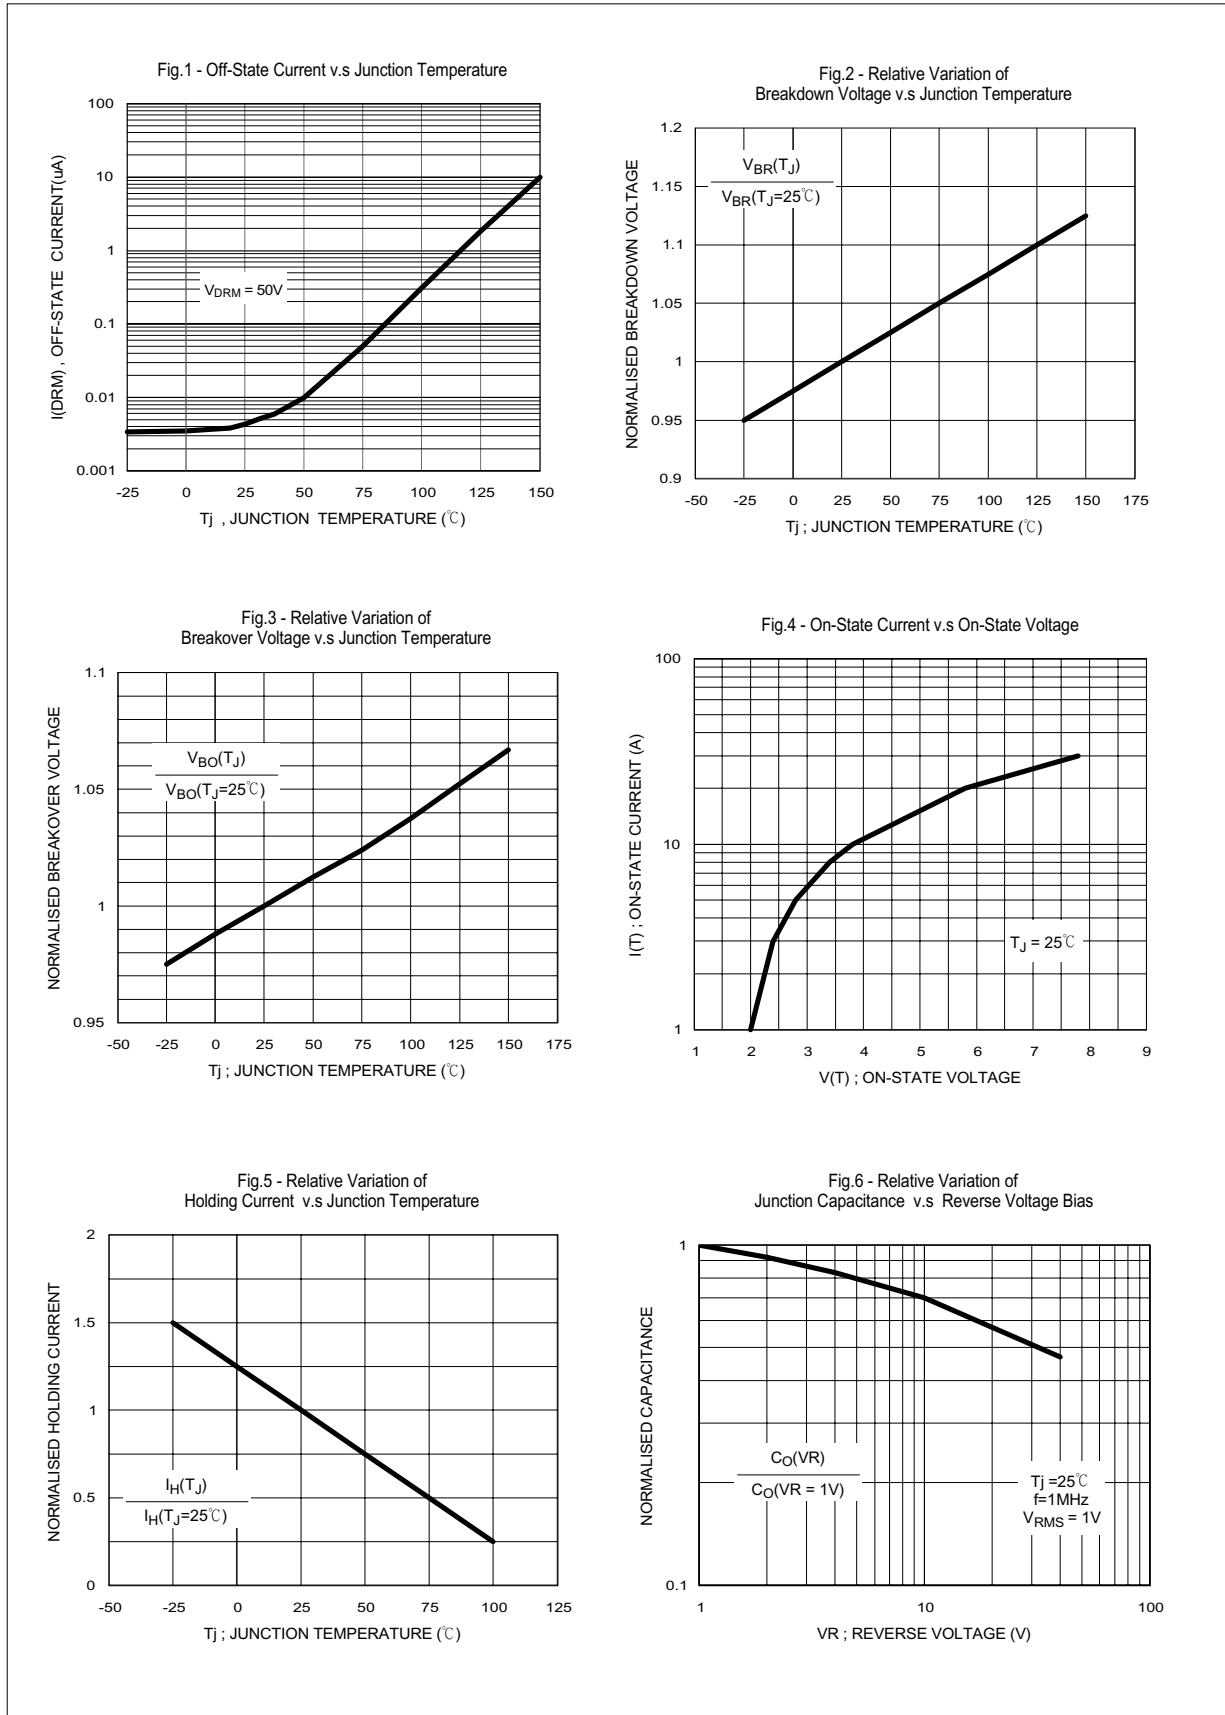 Fig.1 - Off-State Current v.s Junction Temperature
I(DRM) , OFF-STATE CURRENT(uA)
100
10
1
0.1
0.01
0.001
VDRM = 50V
-25 0 25 50 75 100 125 150
Tj , JUNCTION TEMPERATURE (℃)
Fig.2 - Relative Variation of
Breakdown Voltage v.s Junction Temperature
NORMALISED BREAKDOWN VOLTAGE
1.2
1.15
1.1
1.05
1
0.95
0.9
VBR(TJ)
VBR(TJ=25℃)
-50 -25 0 25 50 75 100 125 150 175
Tj ; JUNCTION TEMPERATURE (℃)
Fig.3 - Relative Variation of
Breakover Voltage v.s Junction Temperature
NORMALISED BREAKOVER VOLTAGE
1.1
1.05
1
0.95
VBO(TJ)
VBO(TJ=25℃)
-50 -25 0 25 50 75 100 125 150 175
Tj ; JUNCTION TEMPERATURE (℃)
Fig.4 - On-State Current v.s On-State Voltage
I(T) ; ON-STATE CURRENT (A)
100
10
1
TJ = 25℃
1 2 3 4 5 6 7 8 9
V(T) ; ON-STATE VOLTAGE
Fig.5 - Relative Variation of
Holding Current v.s Junction Temperature
NORMALISED HOLDING CURRENT
2
1.5
1
0.5
0
IH(TJ)
IH(TJ=25℃)
-50 -25 0 25 50 75 100 125
Tj ; JUNCTION TEMPERATURE (℃)
Fig.6 - Relative Variation of
Junction Capacitance v.s Reverse Voltage Bias
NORMALISED CAPACITANCE
1
0.1
CO(VR)
CO(VR = 1V)
Tj =25℃
f=1MHz
VRMS = 1V
1 10 100
VR ; REVERSE VOLTAGE (V)